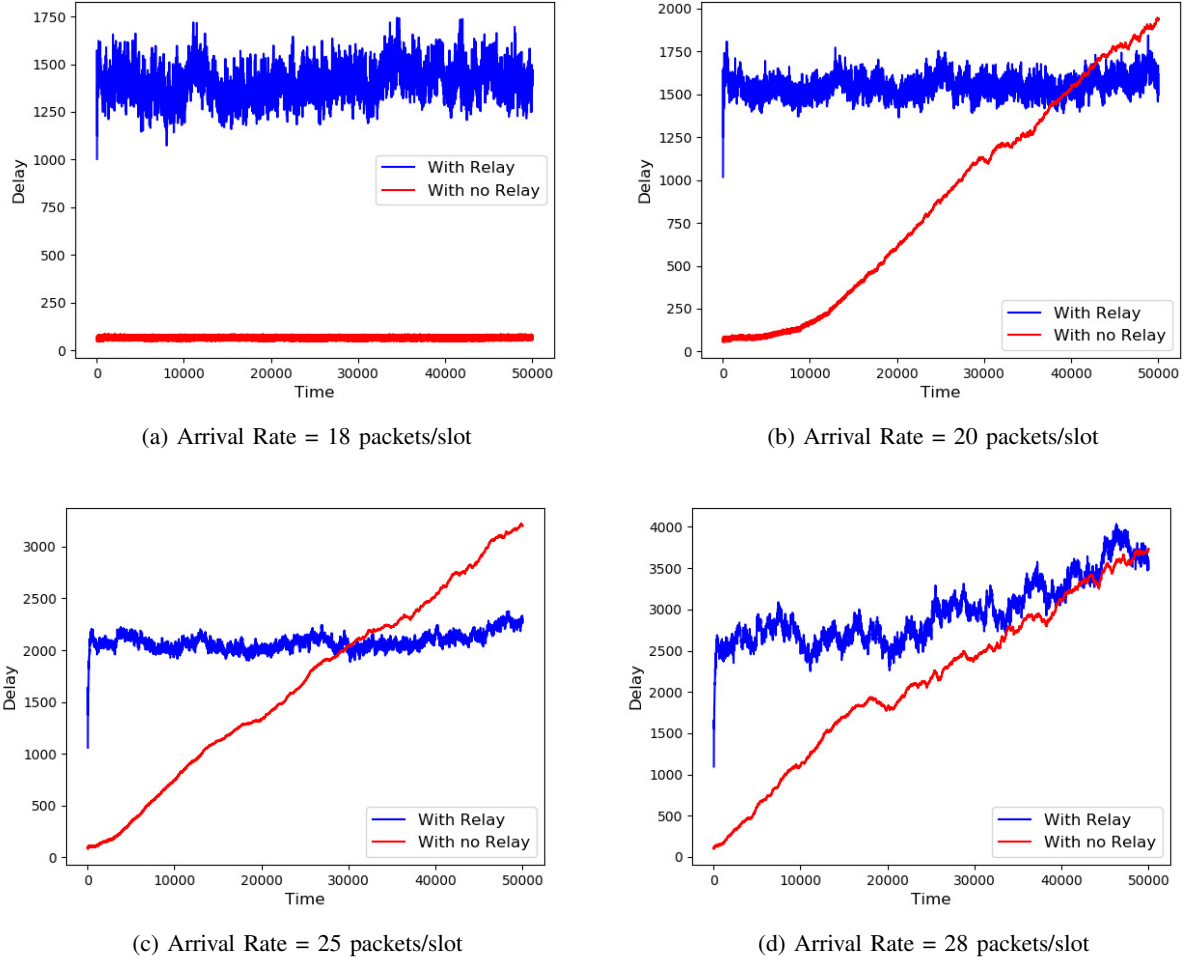 1750
1500
1250
1000
750
500
250
0
Delay
With Relay
With no Relay
0 10000 20000 30000 40000 50000
Time
(a) Arrival Rate = 18 packets/slot
2000
1750
1500
1250
1000
750
500
250
0
Delay
With Relay
With no Relay
0 10000 20000 30000 40000 50000
Time
(b) Arrival Rate = 20 packets/slot
3000
2500
2000
1500
1000
500
0
Delay
With Relay
With no Relay
0 10000 20000 30000 40000 50000
Time
(c) Arrival Rate = 25 packets/slot
4000
3500
3000
2500
2000
1500
1000
500
0
Delay
With Relay
With no Relay
0 10000 20000 30000 40000 50000
Time
(d) Arrival Rate = 28 packets/slot